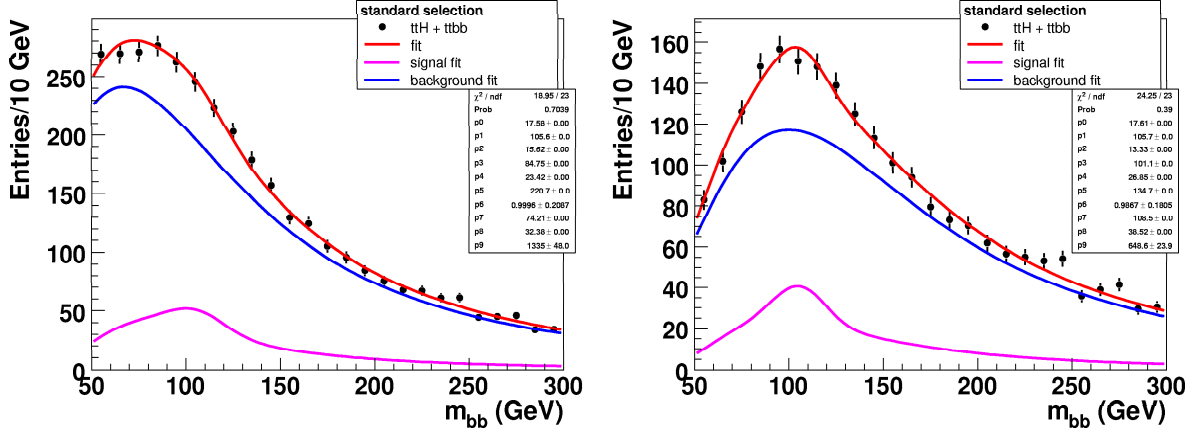 standard selection
ttH + ttbb
fit
signal fit
background fit
χ² / ndf 18.95 / 23
Prob 0.7039
p0 17.58 ± 0.00
p1 105.6 ± 0.0
p2 15.62 ± 0.00
p3 84.75 ± 0.00
p4 23.42 ± 0.00
p5 220.7 ± 0.0
p6 0.9996 ± 0.2087
p7 74.21 ± 0.00
p8 32.38 ± 0.00
p9 1335 ± 48.0
Entries/10 GeV
250
200
150
100
50
0
50 100 150 200 250 300
m_bb (GeV)
standard selection
ttH + ttbb
fit
signal fit
background fit
χ² / ndf 24.25 / 23
Prob 0.39
p0 17.61 ± 0.00
p1 105.7 ± 0.0
p2 13.33 ± 0.00
p3 101.1 ± 0.0
p4 26.85 ± 0.00
p5 134.7 ± 0.0
p6 0.9867 ± 0.1805
p7 108.5 ± 0.0
p8 38.52 ± 0.00
p9 648.6 ± 23.9
Entries/10 GeV
160
140
120
100
80
60
40
20
0
50 100 150 200 250 300
m_bb (GeV)